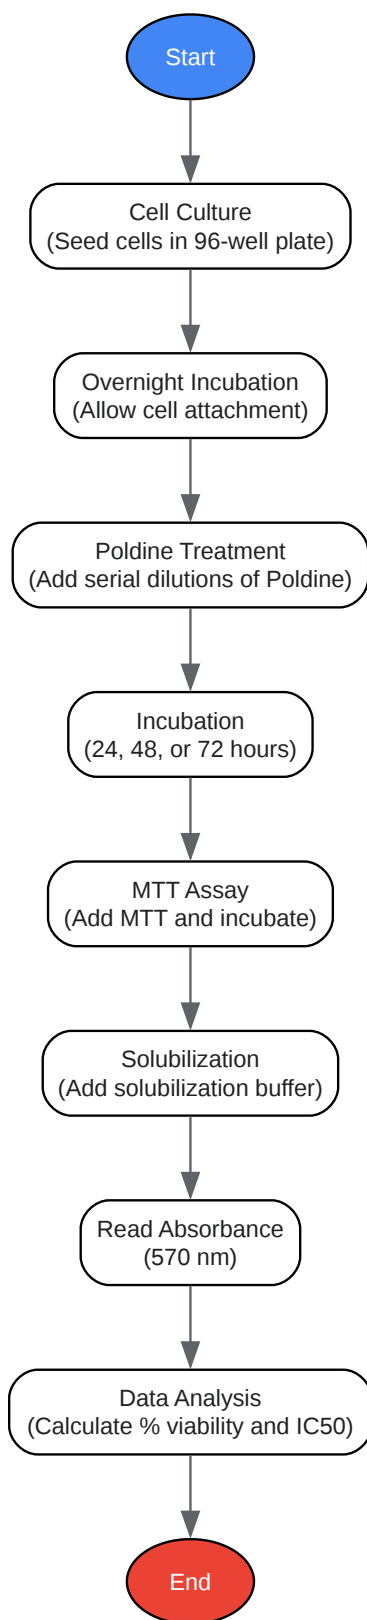 Start
Cell Culture
(Seed cells in 96-well plate)
Overnight Incubation
(Allow cell attachment)
Poldine Treatment
(Add serial dilutions of Poldine)
Incubation
(24, 48, or 72 hours)
MTT Assay
(Add MTT and incubate)
Solubilization
(Add solubilization buffer)
Read Absorbance
(570 nm)
Data Analysis
(Calculate % viability and IC50)
End